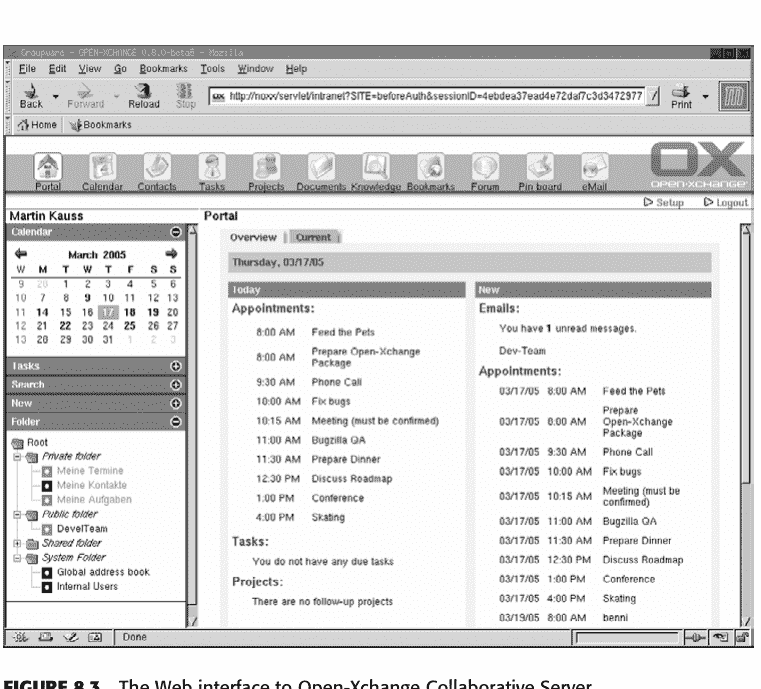 Groupware - OPEN-XCHANGE 0.8.0-beta8 - Mozilla
File Edit View Go Bookmarks Tools Window Help
Back Forward Reload Stop http://noxx/servlet/intranet?SITE=beforeAuth&sessionID=4ebdea37ead4e72daf7c3d3472977 Print
Home Bookmarks
OX
Portal Calendar Contacts Tasks Projects Documents Knowledge Bookmarks Forum Pin board eMail OPEN-XCHANGE
Setup Logout
Martin Kauss
Portal
Calendar
March 2005
W M T W T F S S
9 28 1 2 3 4 5 6
10 7 8 9 10 11 12 13
11 14 15 16 17 18 19 20
12 21 22 23 24 25 26 27
13 28 29 30 31 1 2 3
Tasks
Search
New
Folder
Root
Private folder
Meine Termine
Meine Kontakte
Meine Aufgaben
Public folder
DevelTeam
Shared folder
System Folder
Global address book
Internal Users
Overview Current
Thursday, 03/17/05
Today
Appointments:
8:00 AM Feed the Pets
8:00 AM Prepare Open-Xchange
Package
9:30 AM Phone Call
10:00 AM Fix bugs
10:15 AM Meeting (must be confirmed)
11:00 AM Bugzilla QA
11:30 AM Prepare Dinner
12:30 PM Discuss Roadmap
1:00 PM Conference
4:00 PM Skating
Tasks:
You do not have any due tasks
Projects:
There are no follow-up projects
New
Emails:
You have 1 unread messages.
Dev-Team
Appointments:
03/17/05 8:00 AM Feed the Pets
03/17/05 8:00 AM Prepare
Open-Xchange
Package
03/17/05 9:30 AM Phone Call
03/17/05 10:00 AM Fix bugs
03/17/05 10:15 AM Meeting (must be
confirmed)
03/17/05 11:00 AM Bugzilla QA
03/17/05 11:30 AM Prepare Dinner
03/17/05 12:30 PM Discuss Roadmap
03/17/05 1:00 PM Conference
03/17/05 4:00 PM Skating
03/19/05 8:00 AM benni
Done
FIGURE 8.3 The Web interface to Open-Xchange Collaborative Server